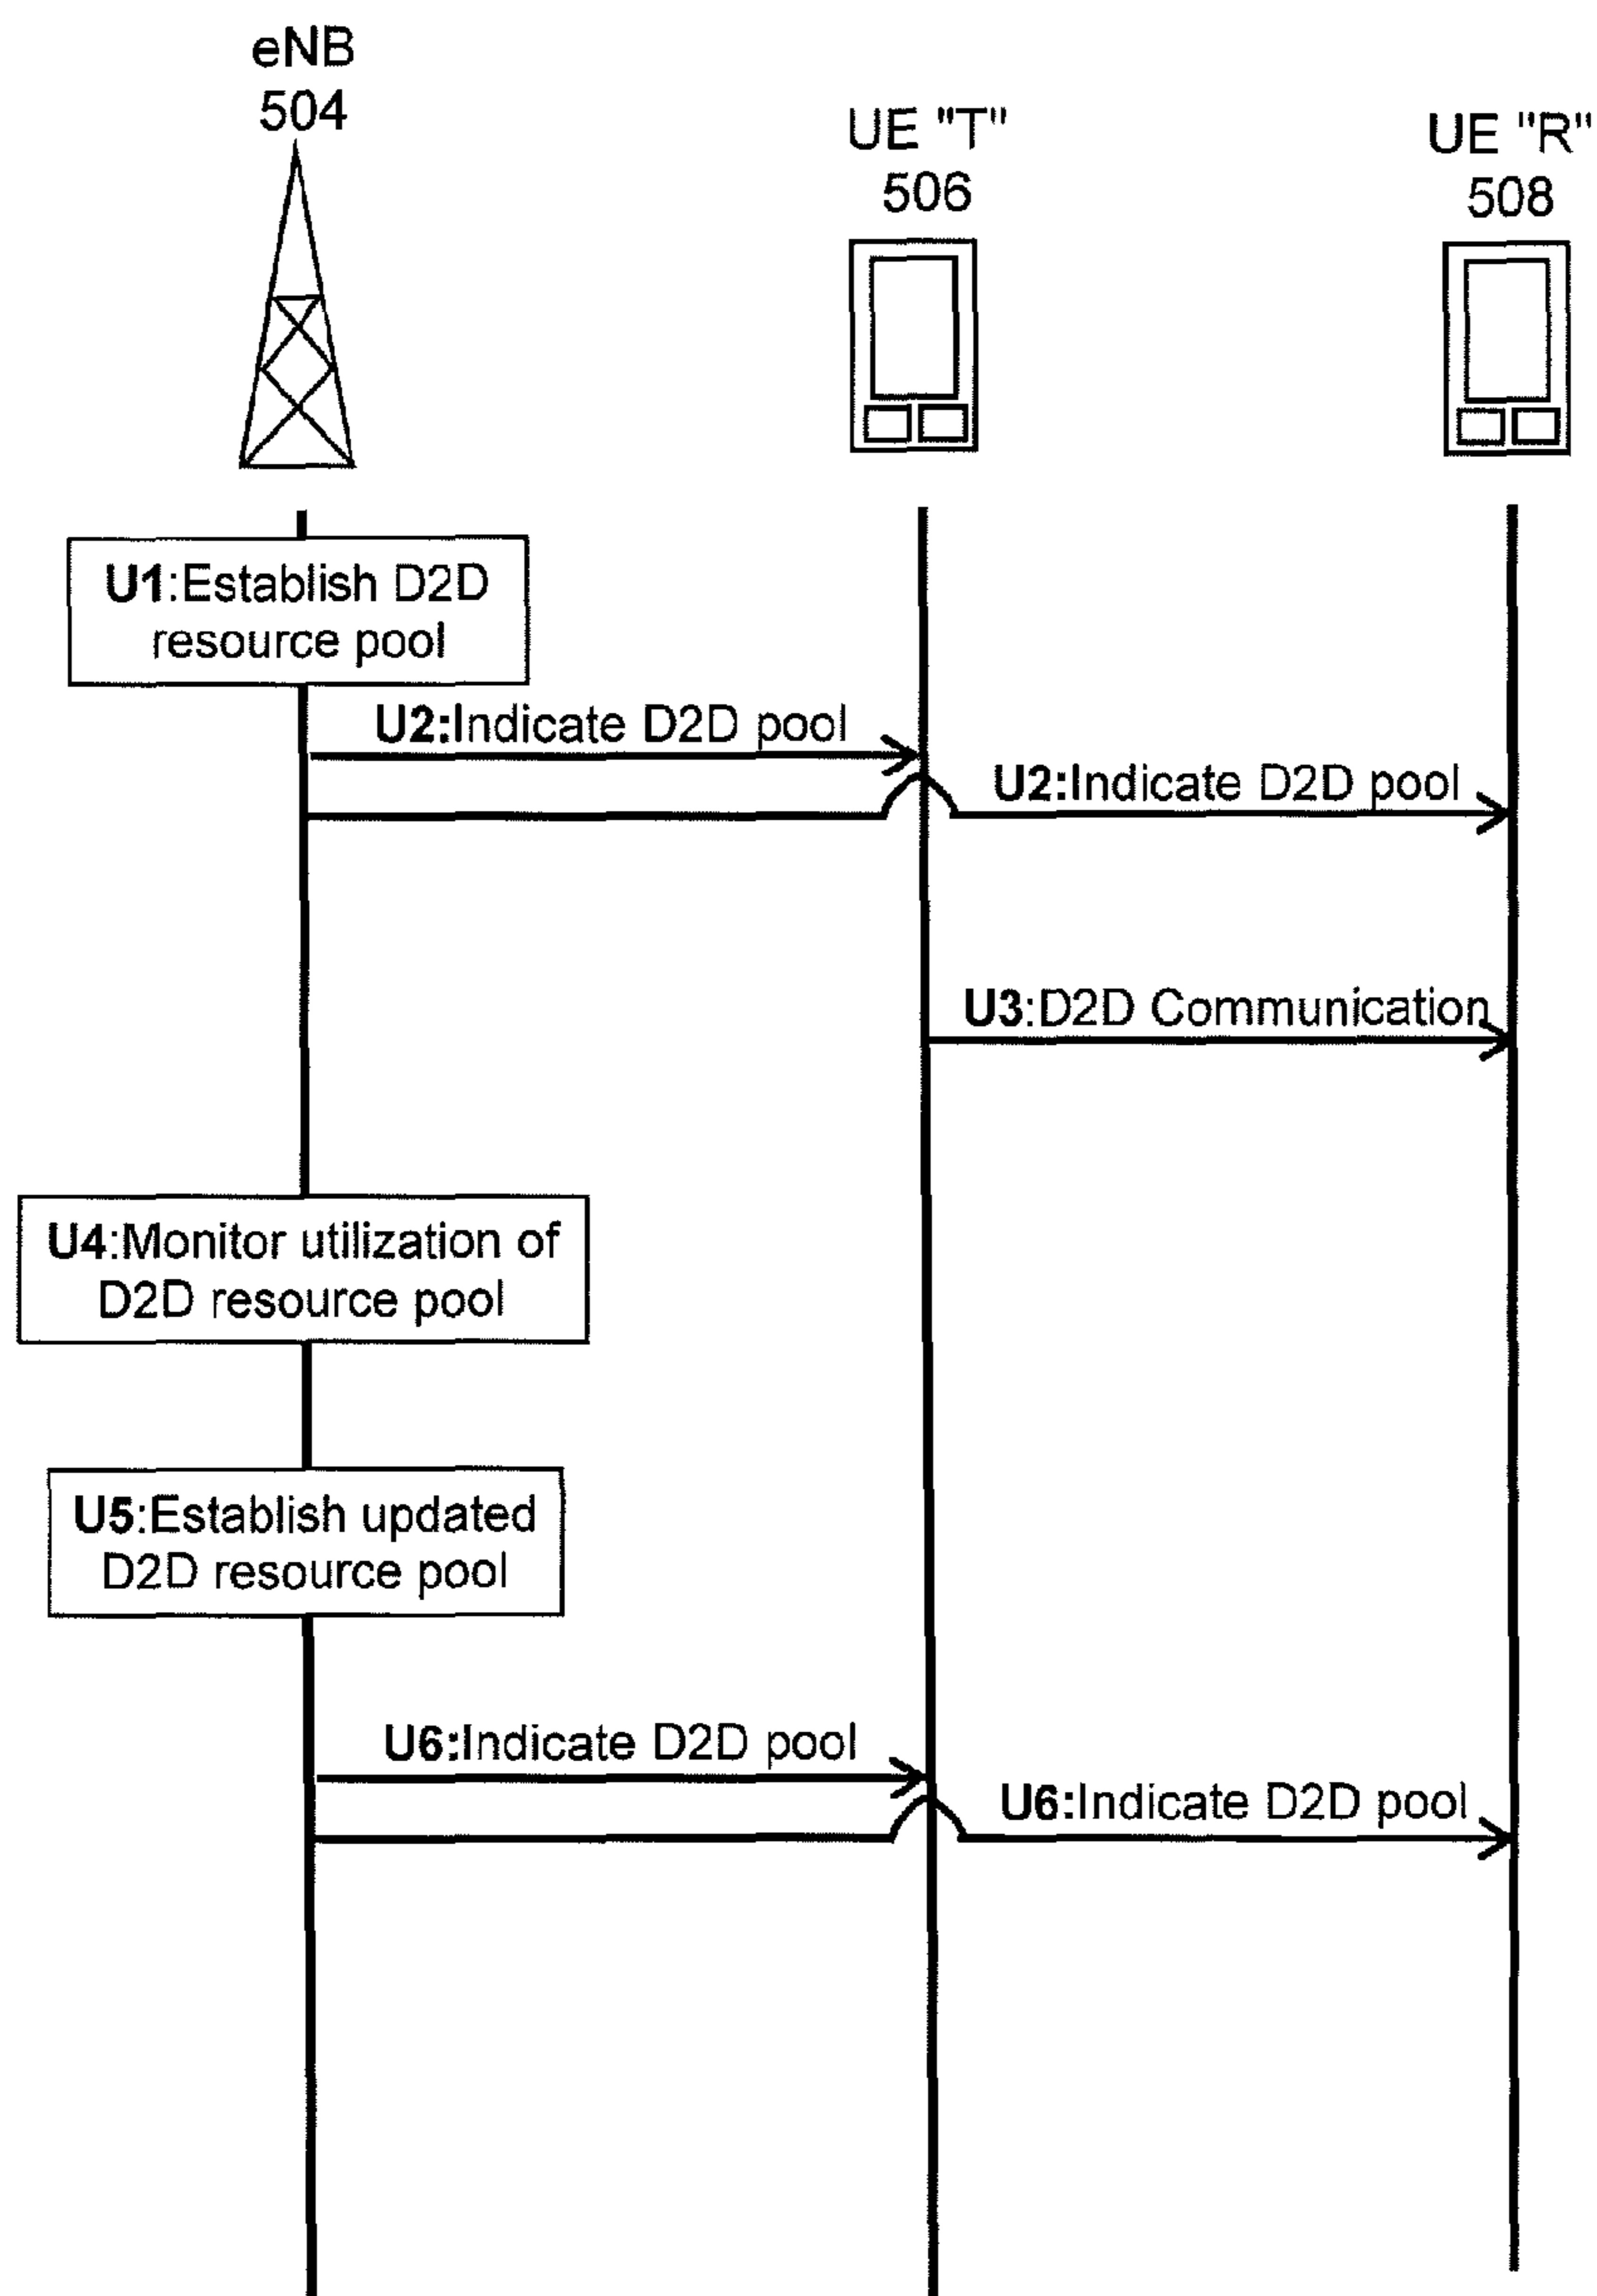 eNB
504
UE "T"
506
UE "R"
508
U1:Establish D2D
resource pool
U2:Indicate D2D pool
U2:Indicate D2D pool
U3:D2D Communication
U4:Monitor utilization of
D2D resource pool
U5:Establish updated
D2D resource pool
U6:Indicate D2D pool
U6:Indicate D2D pool